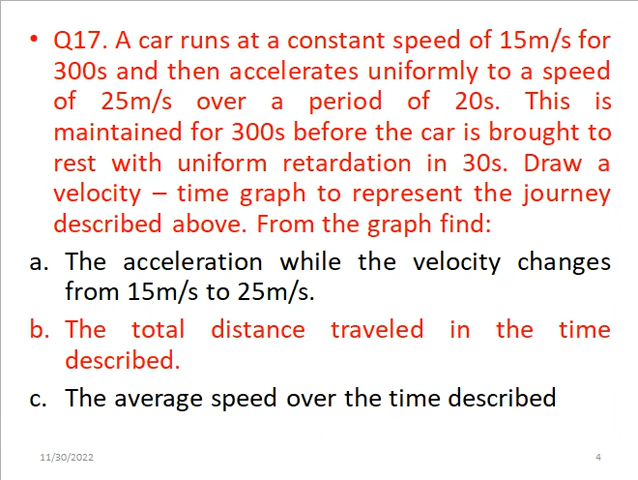 • Q17. A car runs at a constant speed of 15m/s for
300s and then accelerates uniformly to a speed
of 25m/s over a period of 20s. This is
maintained for 300s before the car is brought to
rest with uniform retardation in 30s. Draw a
velocity – time graph to represent the journey
described above. From the graph find:
a. The acceleration while the velocity changes
from 15m/s to 25m/s.
b. The total distance traveled in the time
described.
c. The average speed over the time described
11/30/2022
4